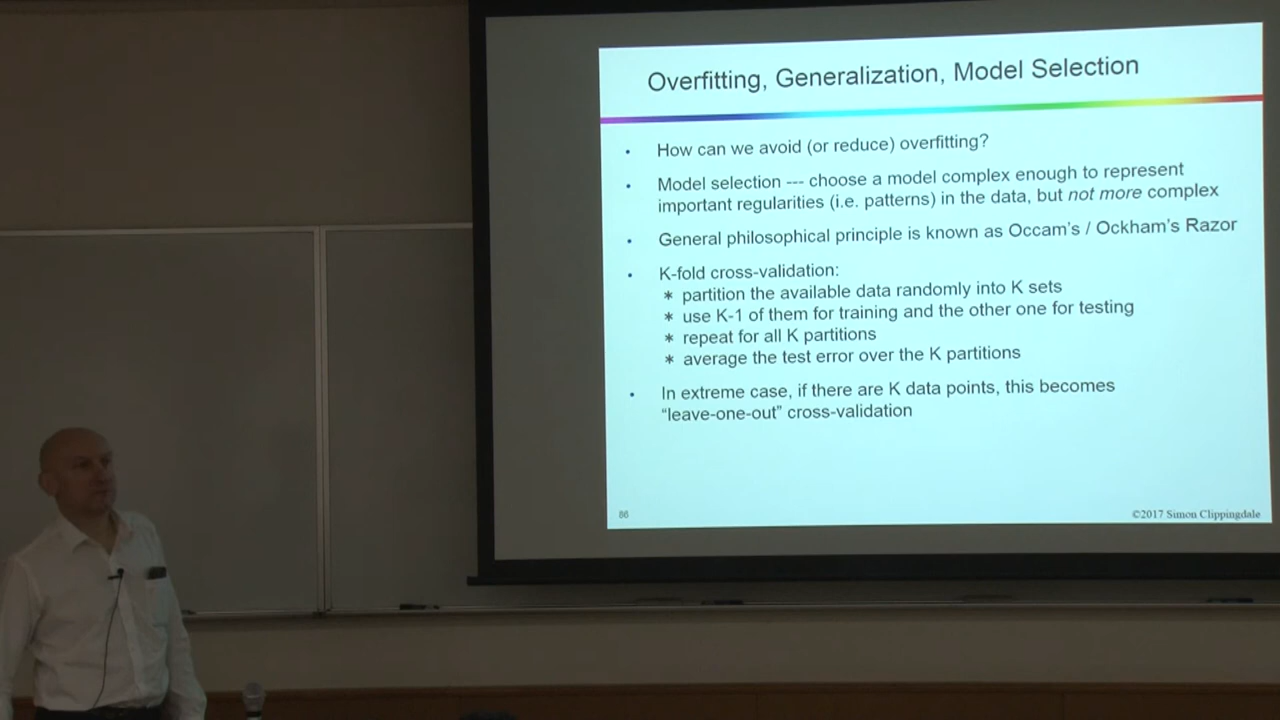 Overfitting, Generalization, Model Selection
• How can we avoid (or reduce) overfitting?
• Model selection --- choose a model complex enough to represent
important regularities (i.e. patterns) in the data, but not more complex
• General philosophical principle is known as Occam's / Ockham's Razor
• K-fold cross-validation:
* partition the available data randomly into K sets
* use K-1 of them for training and the other one for testing
* repeat for all K partitions
* average the test error over the K partitions
• In extreme case, if there are K data points, this becomes
“leave-one-out” cross-validation
86
©2017 Simon Clippingdale